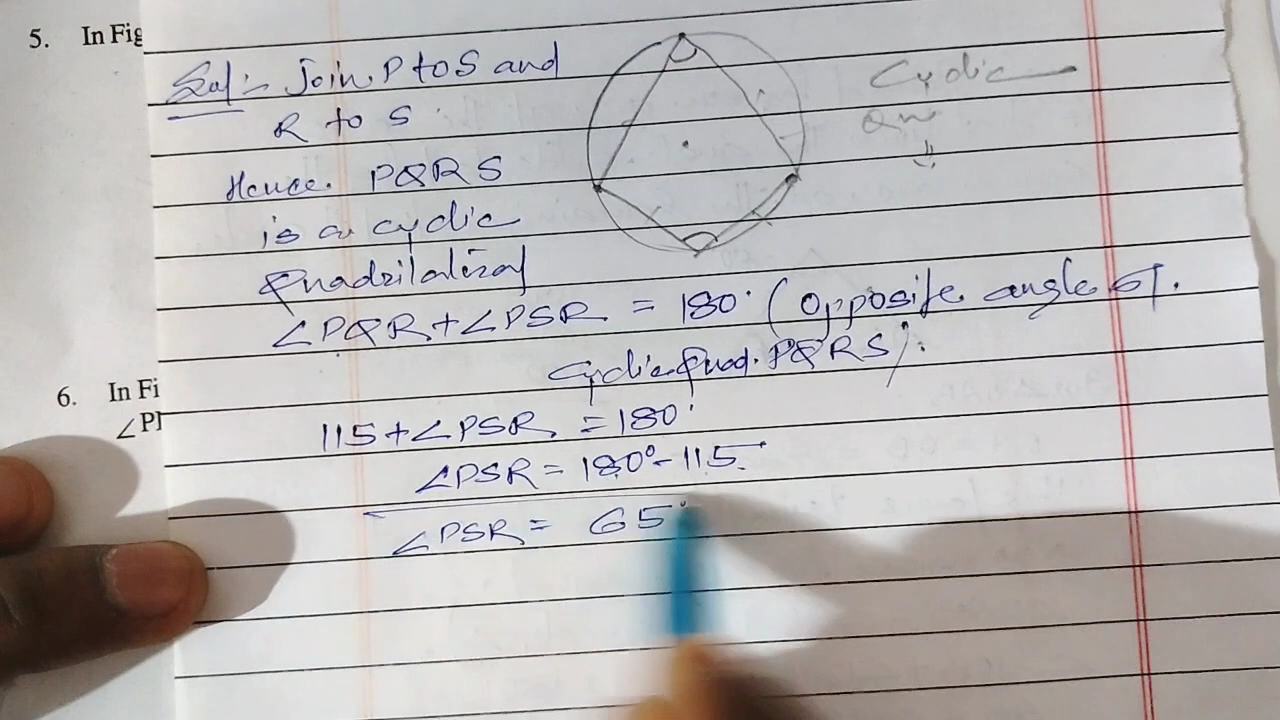 5. In Fig
Sol:- Join P to S and
R to S
Hence. PQRS
is a cyclic
Quadrilateral
∠PQR+∠PSR = 180° (opposite angle of.
cyclic Quad. PQRS).
115+∠PSR = 180°
∠PSR = 180°-115°
∠PSR = 65°
Cyclic
6. In Fi
∠PI